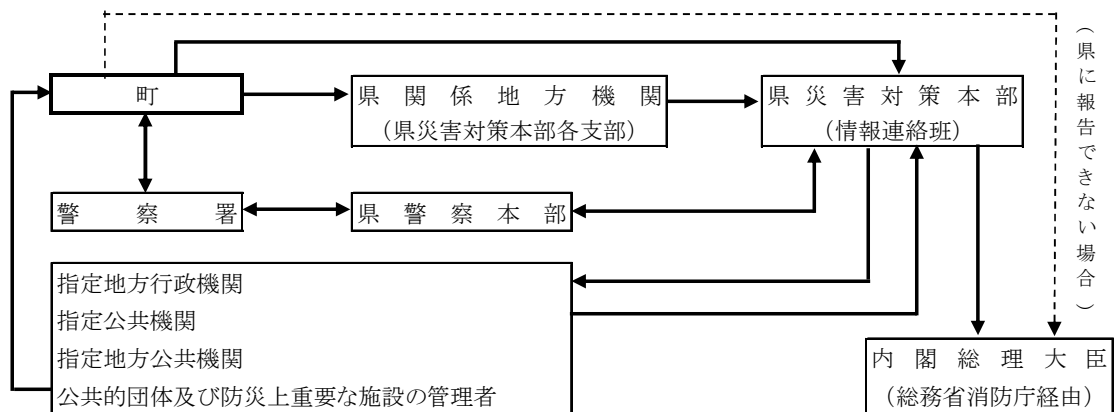 町
県関係地方機関
（県災害対策本部各支部）
県災害対策本部
（情報連絡班）
（県に報告できない場合）
警察署
県警察本部
指定地方行政機関
指定公共機関
指定地方公共機関
公共的団体及び防災上重要な施設の管理者
内閣総理大臣
（総務省消防庁経由）